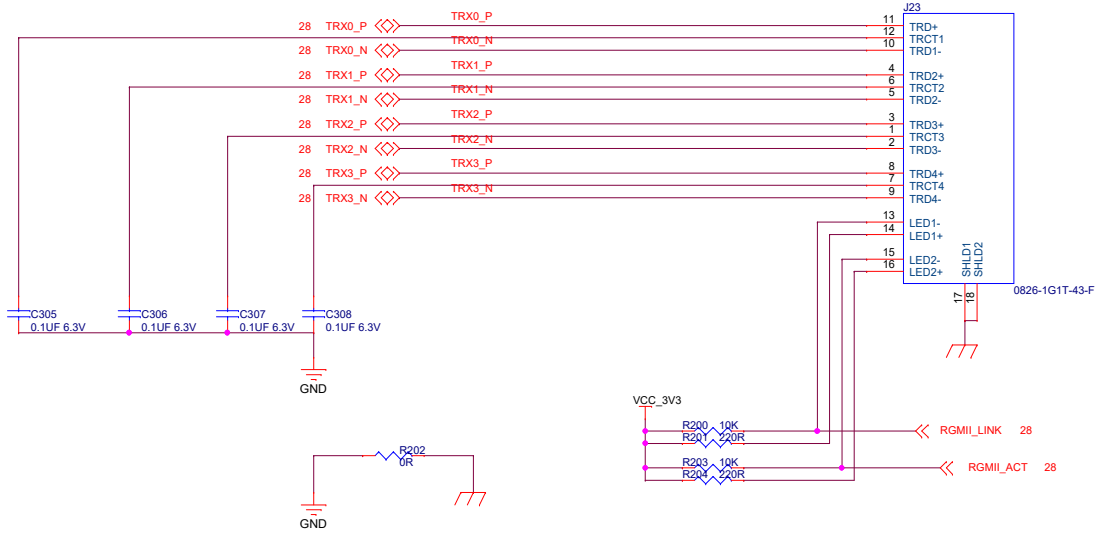 J23
28 TRX0_P TRX0_P 11 TRD+
12 TRCT1
28 TRX0_N TRX0_N 10 TRD1-
28 TRX1_P TRX1_P 4 TRD2+
6 TRCT2
28 TRX1_N TRX1_N 5 TRD2-
28 TRX2_P TRX2_P 3 TRD3+
1 TRCT3
28 TRX2_N TRX2_N 2 TRD3-
28 TRX3_P TRX3_P 8 TRD4+
7 TRCT4
28 TRX3_N TRX3_N 9 TRD4-
13 LED1-
14 LED1+
15 LED2-
16 LED2+
SHLD1
SHLD2
17
18
0826-1G1T-43-F
C305
0.1UF 6.3V
C306
0.1UF 6.3V
C307
0.1UF 6.3V
C308
0.1UF 6.3V
GND
VCC_3V3
R200 10K
R201 220R
RGMII_LINK 28
R203 10K
R204 220R
RGMII_ACT 28
R202
0R
GND